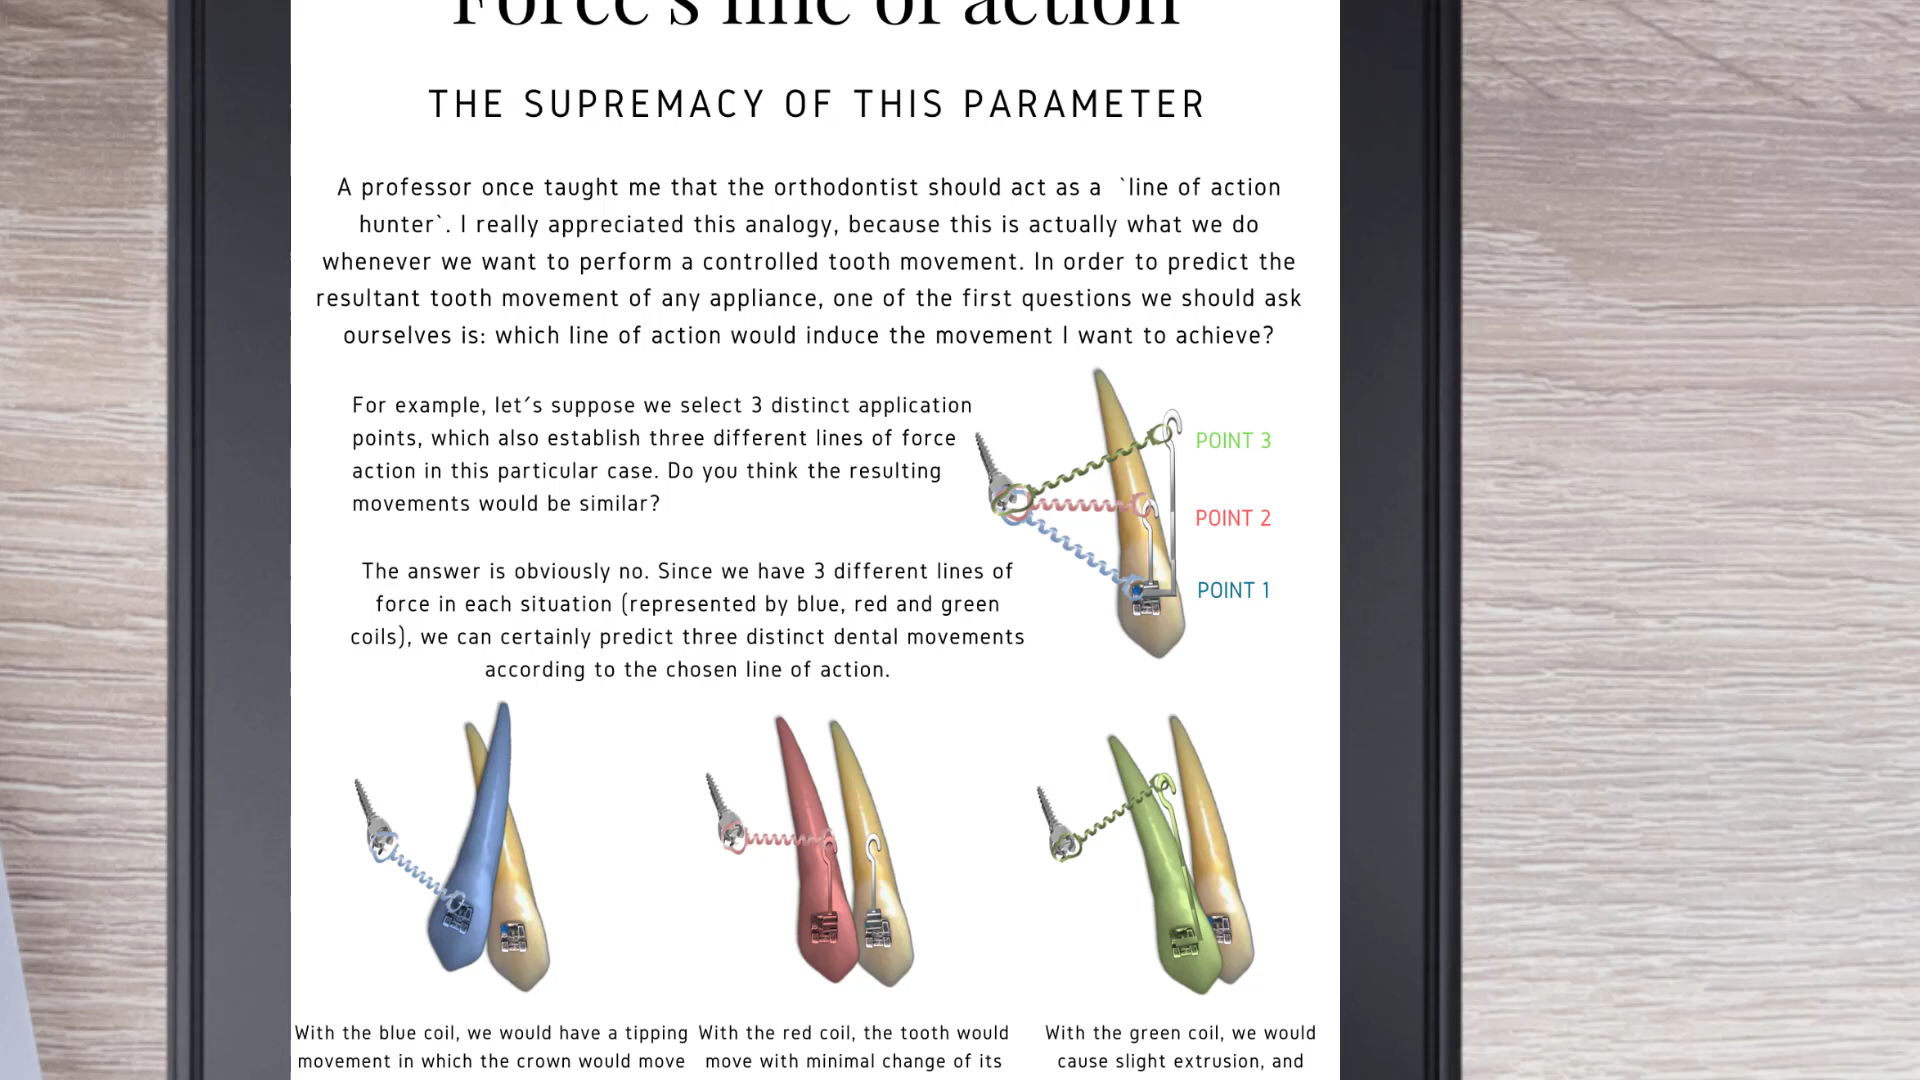 Force's line of action
THE SUPREMACY OF THIS PARAMETER
A professor once taught me that the orthodontist should act as a `line of action
hunter`. I really appreciated this analogy, because this is actually what we do
whenever we want to perform a controlled tooth movement. In order to predict the
resultant tooth movement of any appliance, one of the first questions we should ask
ourselves is: which line of action would induce the movement I want to achieve?
For example, let´s suppose we select 3 distinct application
points, which also establish three different lines of force
action in this particular case. Do you think the resulting
movements would be similar?
POINT 3
POINT 2
POINT 1
The answer is obviously no. Since we have 3 different lines of
force in each situation (represented by blue, red and green
coils), we can certainly predict three distinct dental movements
according to the chosen line of action.
With the blue coil, we would have a tipping
movement in which the crown would move
With the red coil, the tooth would
move with minimal change of its
With the green coil, we would
cause slight extrusion, and